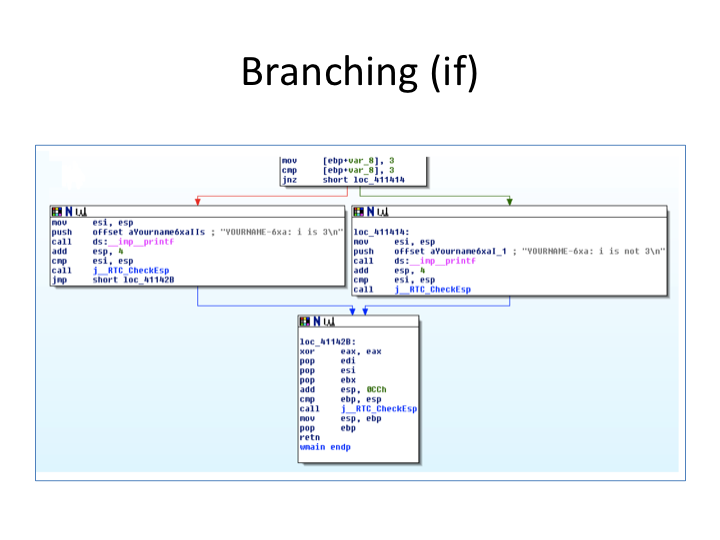 Branching (if)
mov [ebp+var_8], 3
cmp [ebp+var_8], 3
jnz short loc_411414
mov esi, esp
push offset aYourname6xaIIs ; "YOURNAME-6xa: i is 3\n"
call ds:__imp__printf
add esp, 4
cmp esi, esp
call j__RTC_CheckEsp
jmp short loc_41142B
loc_411414:
mov esi, esp
push offset aYourname6xaI_1 ; "YOURNAME-6xa: i is not 3\n"
call ds:__imp__printf
add esp, 4
cmp esi, esp
call j__RTC_CheckEsp
loc_41142B:
xor eax, eax
pop edi
pop esi
pop ebx
add esp, 0CCh
cmp ebp, esp
call j__RTC_CheckEsp
mov esp, ebp
pop ebp
retn
wmain endp